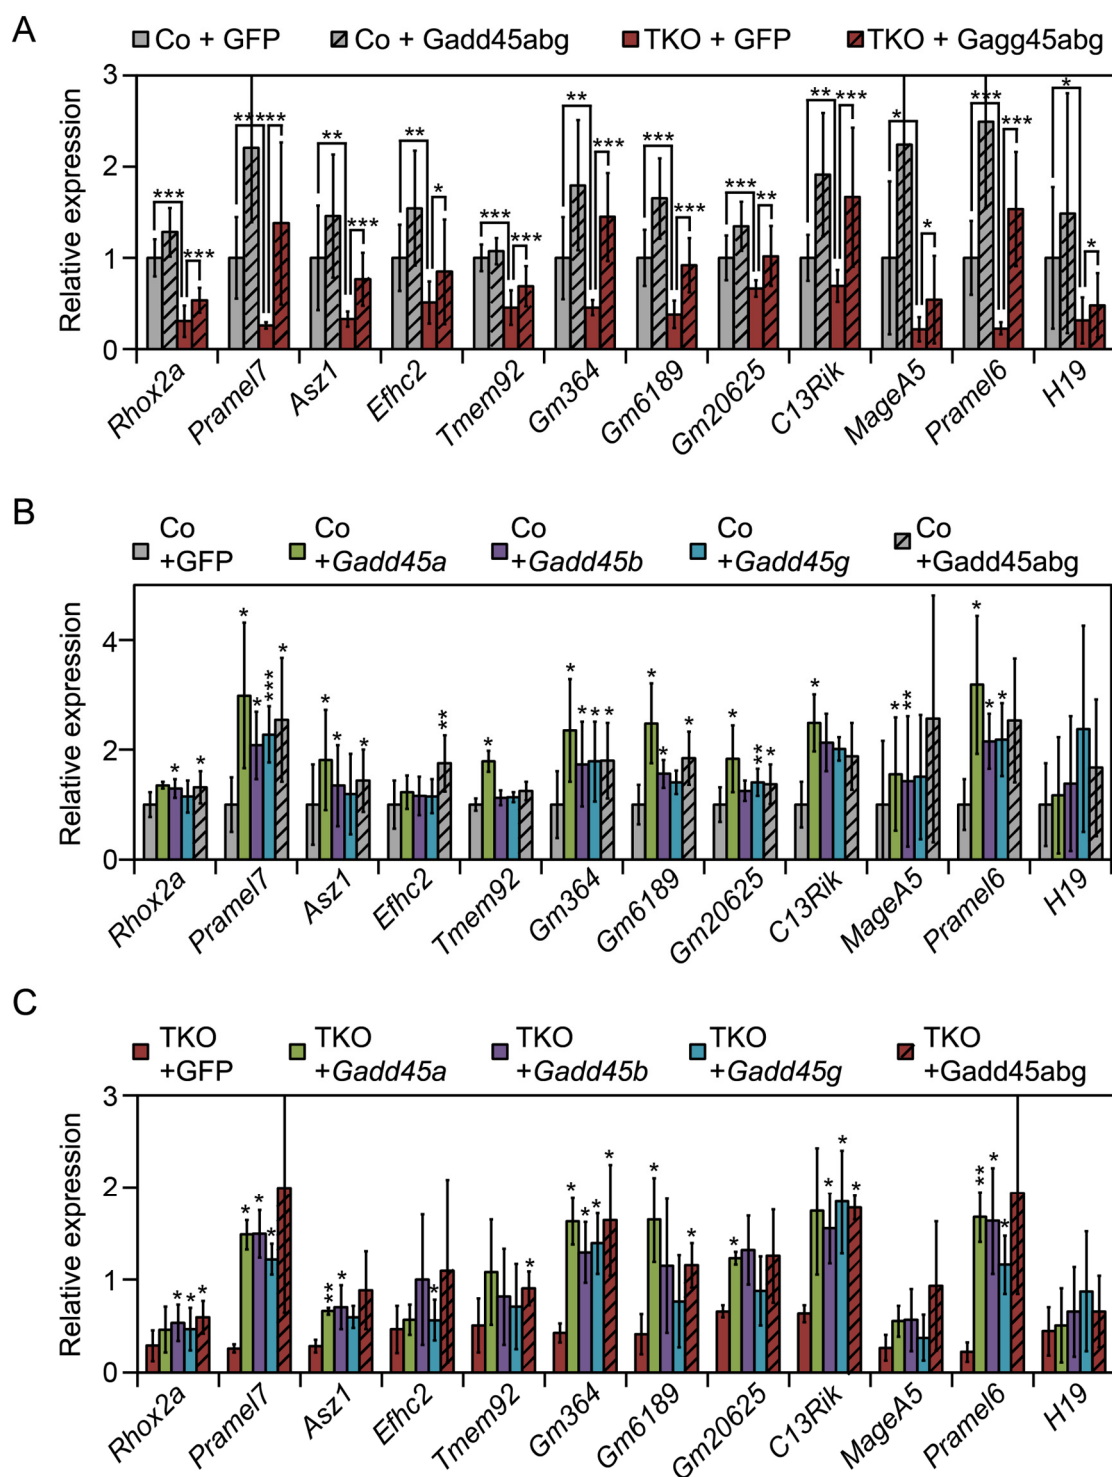 A
Co + GFP Co + Gadd45abg TKO + GFP TKO + Gagg45abg
3
2
1
0
Relative expression
*** *** ***** *** ** *** ** * *** *** ** *** *** *** *** ** ** *** * * *** *** * *
Rhox2a Pramel7 Asz1 Efhc2 Tmem92 Gm364 Gm6189 Gm20625 C13Rik MageA5 Pramel6 H19
B
Co +GFP
Co +Gadd45a
Co +Gadd45b
Co +Gadd45g
Co +Gadd45abg
4
2
0
Relative expression
* * * * *** * * * * ** * * * * * * * * * ** * * * ** * * *
Rhox2a Pramel7 Asz1 Efhc2 Tmem92 Gm364 Gm6189 Gm20625 C13Rik MageA5 Pramel6 H19
C
TKO +GFP
TKO +Gadd45a
TKO +Gadd45b
TKO +Gadd45g
TKO +Gadd45abg
3
2
1
0
Relative expression
* * * * * * ** * * * * * * * * * * * * * ** * *
Rhox2a Pramel7 Asz1 Efhc2 Tmem92 Gm364 Gm6189 Gm20625 C13Rik MageA5 Pramel6 H19